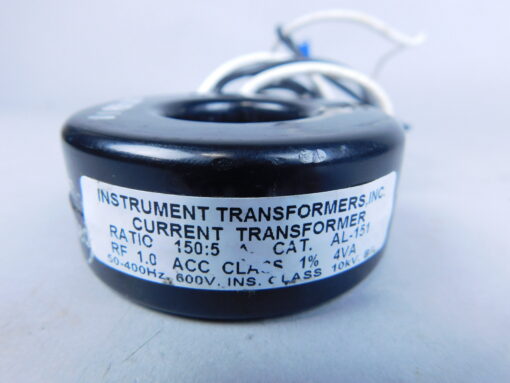 INSTRUMENT TRANSFORMERS, INC.
CURRENT TRANSFORMER
RATIO 150:5 CAT. AL-151
RF 1.0 ACC CLASS 1% 4VA
50-400Hz, 600V. INS. CLASS 10kV.